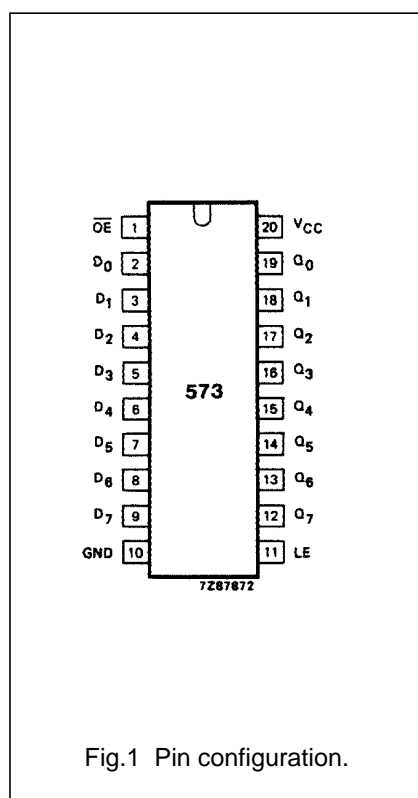 O̅E̅ 1 20 VCC
D0 2 19 Q0
D1 3 18 Q1
D2 4 17 Q2
D3 5 16 Q3
573
D4 6 15 Q4
D5 7 14 Q5
D6 8 13 Q6
D7 9 12 Q7
GND 10 11 LE
7Z87872
Fig.1 Pin configuration.